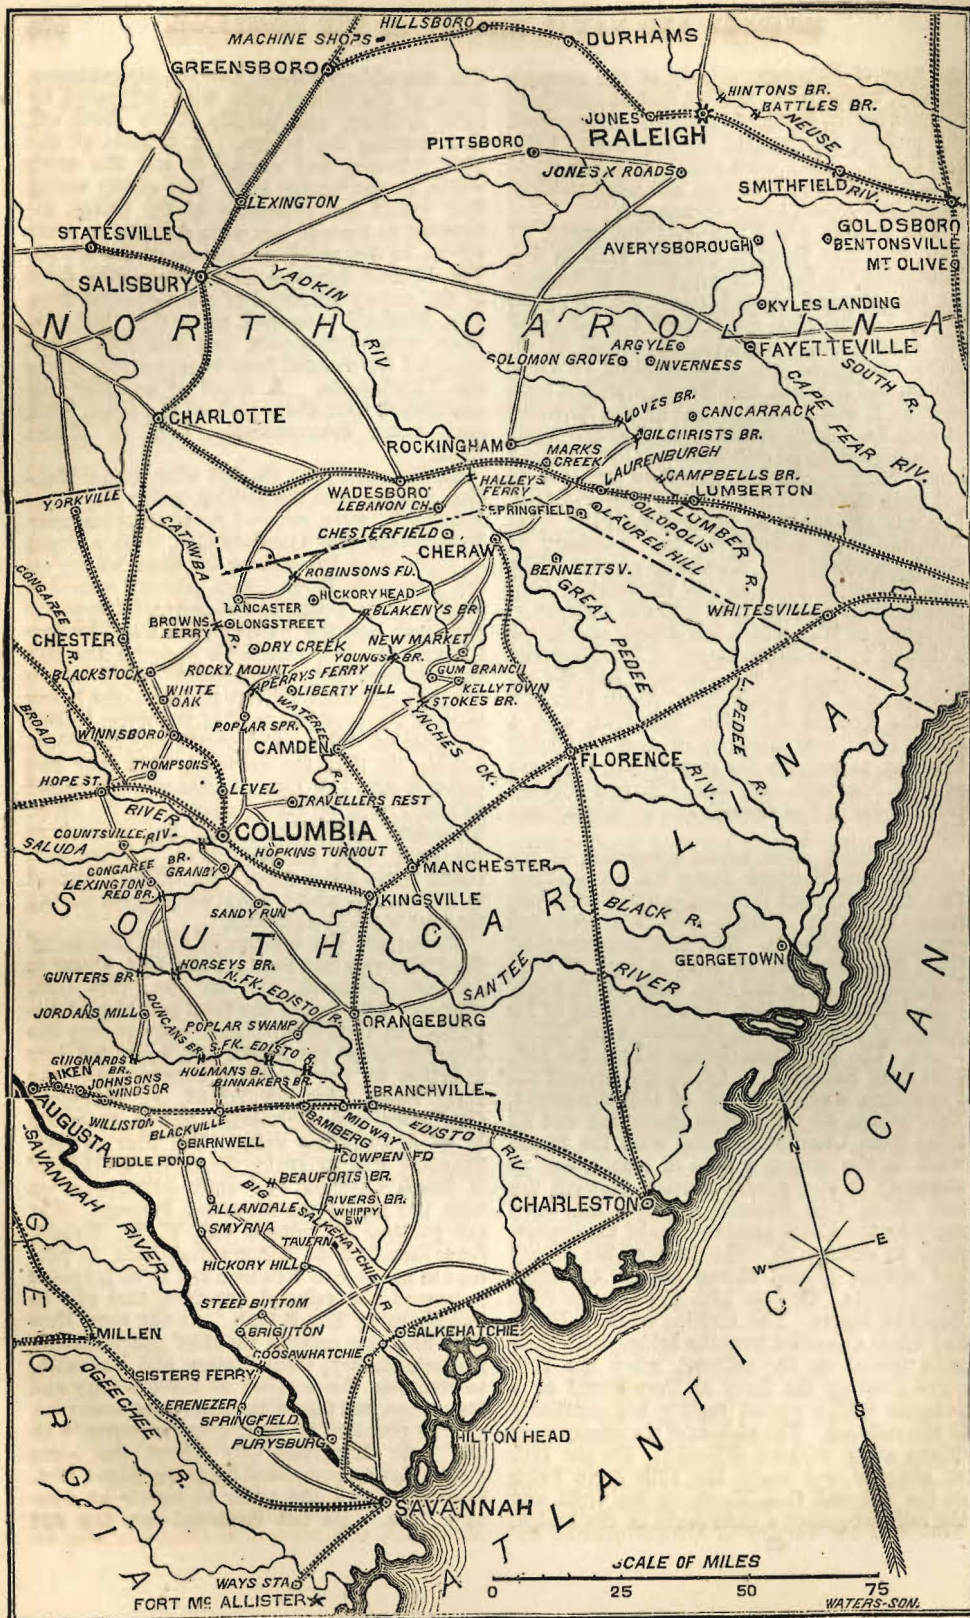 HILLSBORO
MACHINE SHOPS
DURHAMS
GREENSBORO
HINTONS BR.
BATTLES BR.
JONES
RALEIGH
NEUSE
RIV.
PITTSBORO
JONES X ROADS
SMITHFIELD
LEXINGTON
STATESVILLE
GOLDSBORO
AVERYSBOROUGH
BENTONSVILLE
MT OLIVE
SALISBURY
YADKIN
RIV
KYLES LANDING
NORTH CAROLINA
ARGYLE
FAYETTEVILLE
SOLOMON GROVE
INVERNESS
SOUTH R.
CAPE FEAR RIV.
LOVES BR.
CANCARRACK
CHARLOTTE
GILCHRISTS BR.
ROCKINGHAM
MARKS CREEK
LAURENBURGH
CAMPBELLS BR.
YORKVILLE
WADESBORO
HALLEYS FERRY
LUMBERTON
LEBANON CH.
SPRINGFIELD
CATAWBA
R.
CHESTERFIELD
LUMBER R.
OILOPOLIS
LAUREL HILL
CHERAW
BENNETTSV.
CONGAREE R.
ROBINSONS FD.
HICKORY HEAD
GREAT PEDEE
RIV.
LANCASTER
BLAKENYS BR
WHITESVILLE
BROWNS FERRY
LONGSTREET
CHESTER
DRY CREEK
NEW MARKET
YOUNGS BR.
BLACKSTOCK
ROCKY MOUNT
PERRYS FERRY
GUM BRANCH
KELLYTOWN
WHITE OAK
LIBERTY HILL
STOKES BR.
L. PEDEE R.
BROAD
RIVER
POPLAR SPR.
WATEREE
R.
LYNCHES CK.
WINNSBORO
CAMDEN
FLORENCE
THOMPSONS
HOPE ST.
LEVEL
TRAVELLERS REST
COLUMBIA
COUNTSVILLE
SALUDA
RIV.
HOPKINS TURNOUT
CONGAREE
BR.
GRANBY
MANCHESTER
LEXINGTON
RED BR.
KINGSVILLE
SANDY RUN
SOUTH CAROLINA
BLACK R.
GEORGETOWN
HORSEYS BR.
GUNTERS BR.
N. FK. EDISTO R.
SANTEE RIVER
JORDANS MILL
DUNCANS BR.
POPLAR SWAMP
ORANGEBURG
S. FK. EDISTO R.
GUIGNARDS BR.
HOLMANS B.
BINNAKERS BR.
AIKEN
JOHNSONS
WINDSOR
BRANCHVILLE
AUGUSTA
WILLISTON
BLACKVILLE
BAMBERG
MIDWAY
EDISTO RIV
BARNWELL
SAVANNAH RIVER
FIDDLE POND
COWPEN FD
BEAUFORTS BR.
BIG SALKEHATCHIE R
ALLANDALE
RIVERS BR.
WHIPPY SW
CHARLESTON
SMYRNA
TAVERN
HICKORY HILL
STEEP BOTTOM
BRIGHTON
SALKEHATCHIE
MILLEN
COOSAWHATCHIE
SISTERS FERRY
OGEECHEE R.
EBENEZER
SPRINGFIELD
PURYSBURG
HILTON HEAD
GEORGIA
SAVANNAH
ATLANTIC OCEAN
N
W
E
S
WAYS STA
FORT Mc ALLISTER
SCALE OF MILES
0 25 50 75
WATERS-SON.